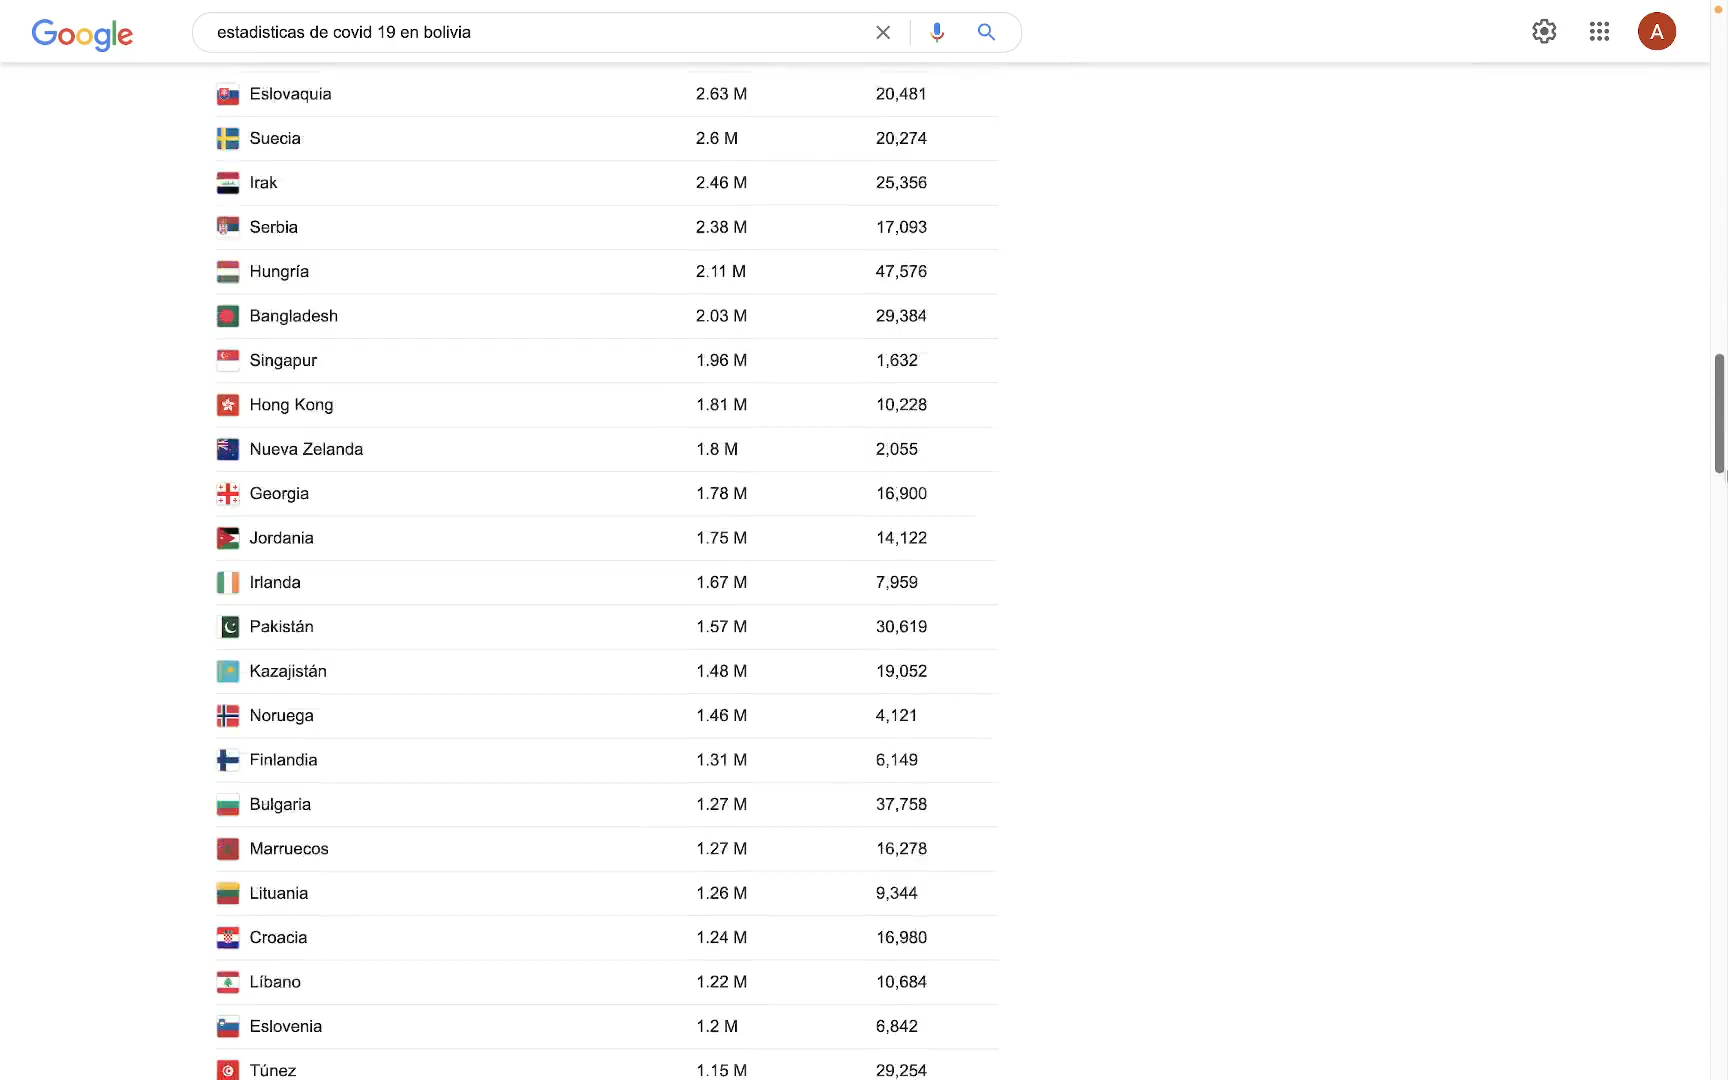 Google
estadisticas de covid 19 en bolivia
A
Eslovaquia 2.63 M 20,481
Suecia 2.6 M 20,274
Irak 2.46 M 25,356
Serbia 2.38 M 17,093
Hungría 2.11 M 47,576
Bangladesh 2.03 M 29,384
Singapur 1.96 M 1,632
Hong Kong 1.81 M 10,228
Nueva Zelanda 1.8 M 2,055
Georgia 1.78 M 16,900
Jordania 1.75 M 14,122
Irlanda 1.67 M 7,959
Pakistán 1.57 M 30,619
Kazajistán 1.48 M 19,052
Noruega 1.46 M 4,121
Finlandia 1.31 M 6,149
Bulgaria 1.27 M 37,758
Marruecos 1.27 M 16,278
Lituania 1.26 M 9,344
Croacia 1.24 M 16,980
Líbano 1.22 M 10,684
Eslovenia 1.2 M 6,842
Túnez 1.15 M 29,254